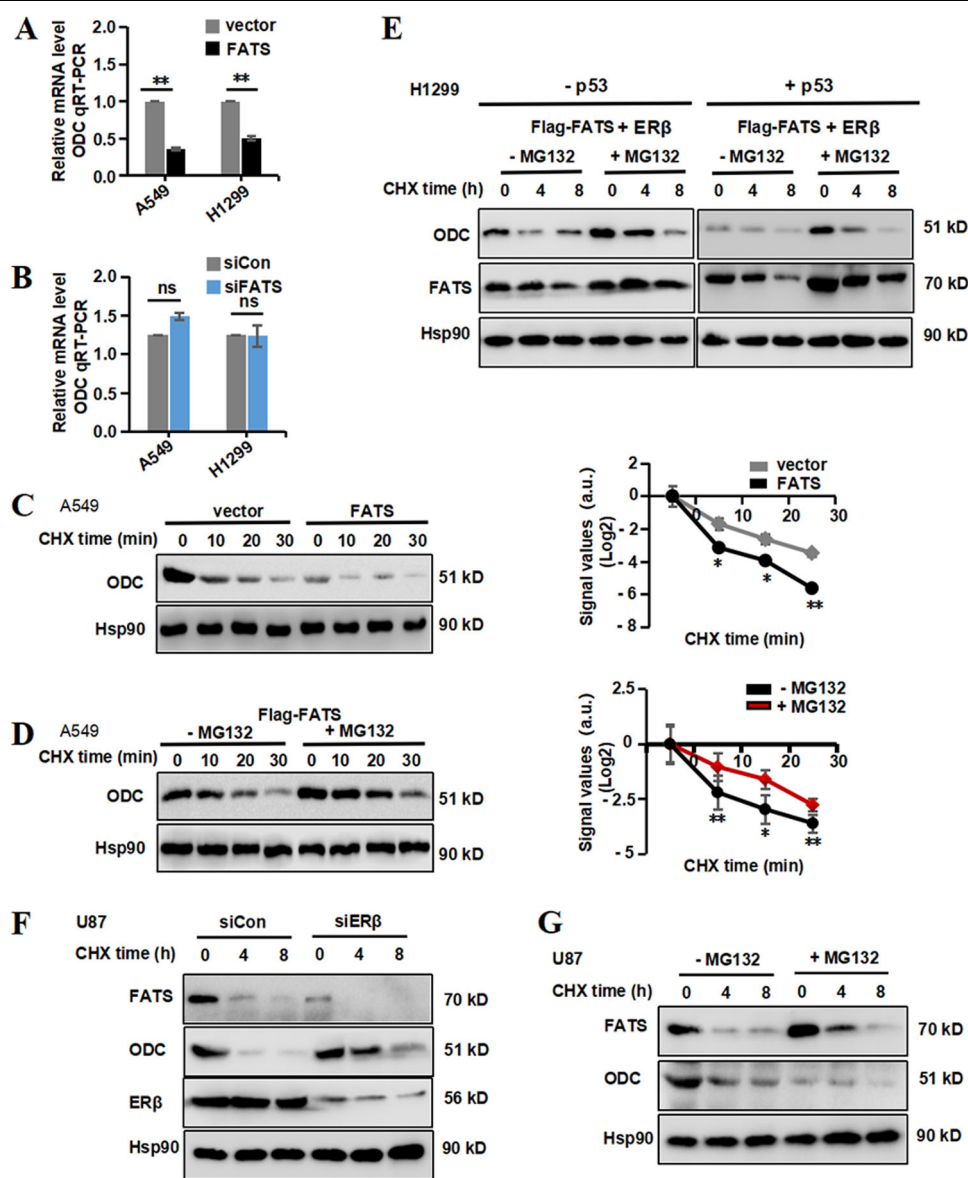 A
Relative mRNA level
ODC qRT-PCR
2.0
1.5
1.0
0.5
0.0
vector
FATS
**
**
A549
H1299
B
Relative mRNA level
ODC qRT-PCR
2.0
1.5
1.0
0.5
0.0
siCon
siFATS
ns
ns
A549
H1299
E
H1299
- p53
+ p53
Flag-FATS + ERβ
Flag-FATS + ERβ
- MG132
+ MG132
- MG132
+ MG132
CHX time (h)
0 4 8 0 4 8 0 4 8 0 4 8
ODC
51 kD
FATS
70 kD
Hsp90
90 kD
C
A549
vector
FATS
CHX time (min)
0 10 20 30 0 10 20 30
ODC
51 kD
Hsp90
90 kD
Signal values (a.u.)
(Log2)
2
0
- 2
- 4
- 6
- 8
vector
FATS
0 10 20 30
*
*
**
CHX time (min)
D
A549
Flag-FATS
- MG132
+ MG132
CHX time (min)
0 10 20 30 0 10 20 30
ODC
51 kD
Hsp90
90 kD
Signal values (a.u.)
(Log2)
2.5
0
-2.5
- 5
- MG132
+ MG132
0 10 20 30
**
*
**
CHX time (min)
F
U87
siCon
siERβ
CHX time (h)
0 4 8 0 4 8
FATS
70 kD
ODC
51 kD
ERβ
56 kD
Hsp90
90 kD
G
U87
- MG132
+ MG132
CHX time (h)
0 4 8 0 4 8
FATS
70 kD
ODC
51 kD
Hsp90
90 kD